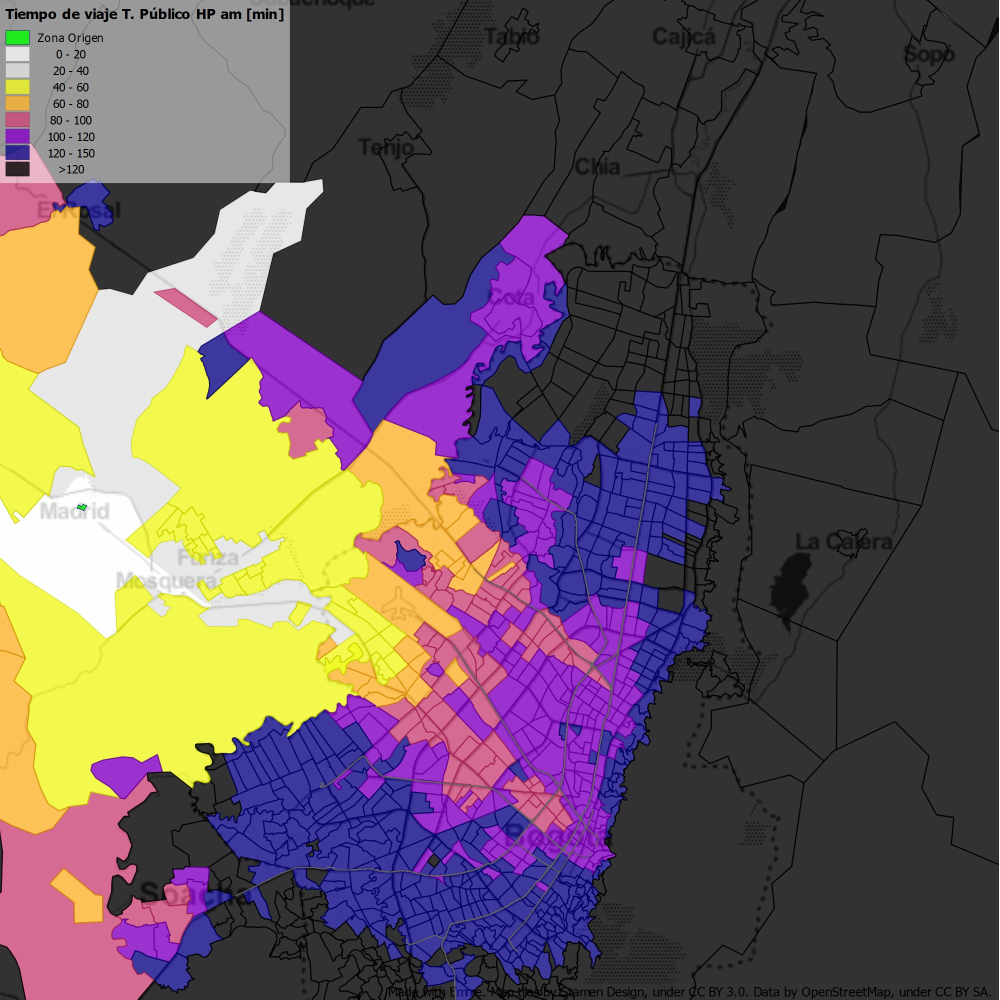 Subachoque
Tiempo de viaje T. Público HP am [min]
Zona Origen
0 - 20
20 - 40
40 - 60
60 - 80
80 - 100
100 - 120
120 - 150
>120
Tabio
Cajicá
Sopó
Tenjo
Chía
El Rosal
Cota
Madrid
La Calera
Funza
Mosquera
Bogotá
Soacha
Made with Emme. Map tiles by Stamen Design, under CC BY 3.0. Data by OpenStreetMap, under CC BY SA.